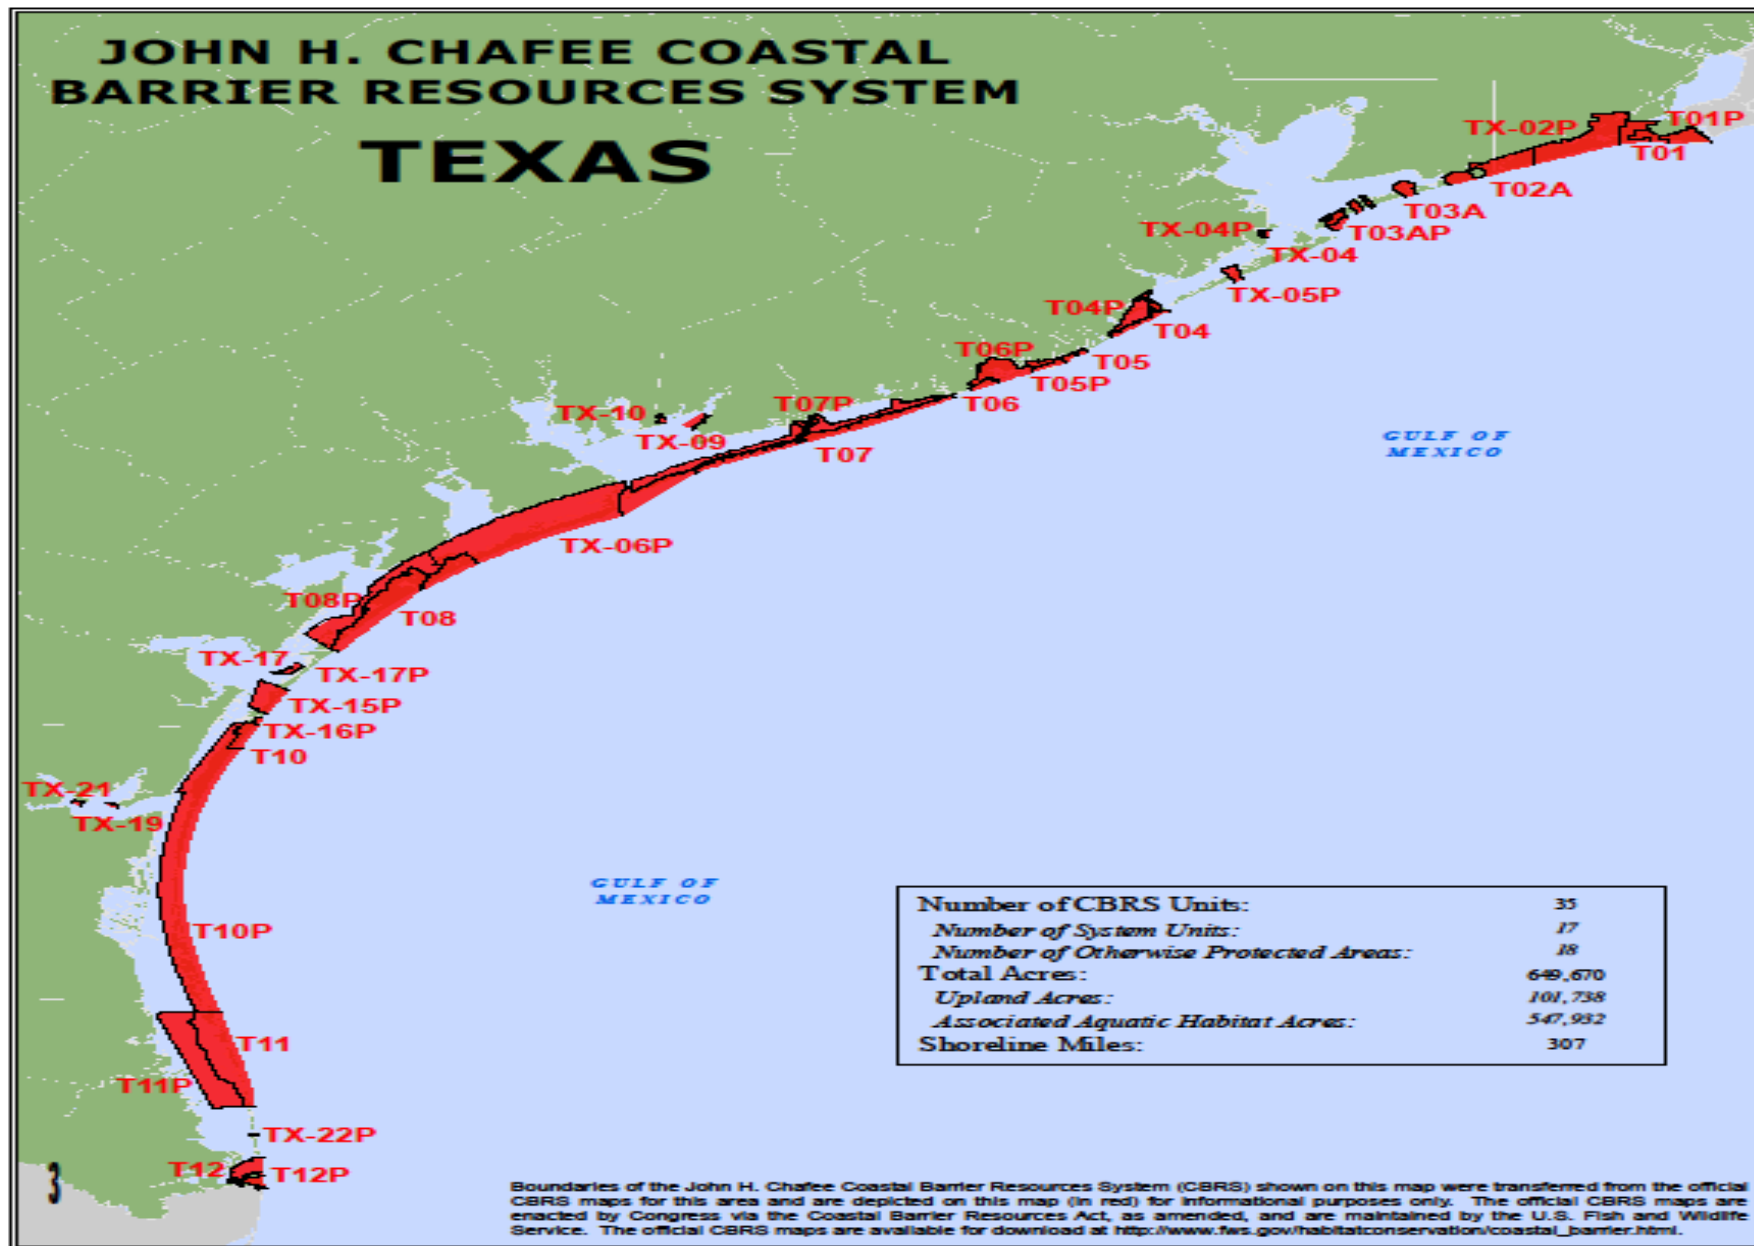 JOHN H. CHAFEE COASTAL
BARRIER RESOURCES SYSTEM
TEXAS
TX-02P
T01P
T01
T02A
T03A
T03AP
TX-04P
TX-04
TX-05P
T04P
T04
T06P
T05
T05P
T06
T07P
TX-10
TX-09
T07
GULF OF
MEXICO
TX-06P
T08P
T08
TX-17
TX-17P
TX-15P
TX-16P
T10
TX-21
TX-19
GULF OF
MEXICO
T10P
Number of CBRS Units: 35
Number of System Units: 17
Number of Otherwise Protected Areas: 18
Total Acres: 649,670
Upland Acres: 101,738
Associated Aquatic Habitat Acres: 547,932
Shoreline Miles: 307
T11
T11P
TX-22P
T12
T12P
3
Boundaries of the John H. Chafee Coastal Barrier Resources System (CBRS) shown on this map were transferred from the official
CBRS maps for this area and are depicted on this map (in red) for informational purposes only. The official CBRS maps are
enacted by Congress via the Coastal Barrier Resources Act, as amended, and are maintained by the U.S. Fish and Wildlife
Service. The official CBRS maps are available for download at http://www.fws.gov/habitatconservation/coastal_barrier.html.